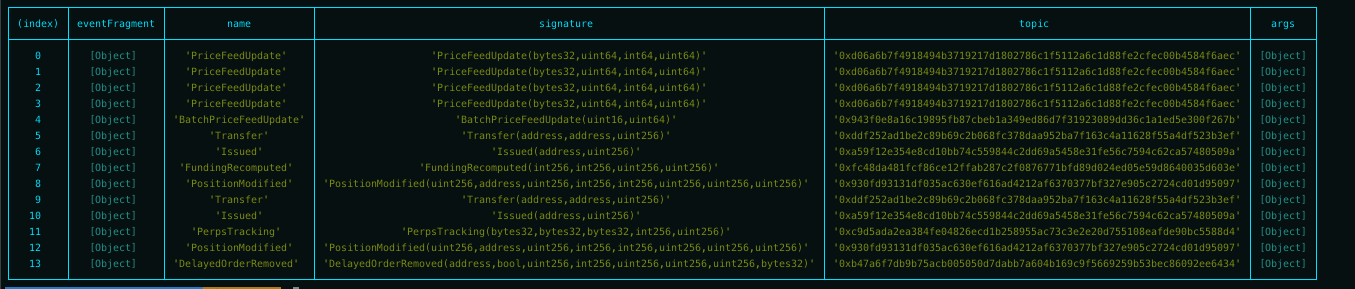 (index) eventFragment name signature topic args
0 [Object] 'PriceFeedUpdate' 'PriceFeedUpdate(bytes32,uint64,int64,uint64)' '0xd06a6b7f4918494b3719217d1802786c1f5112a6c1d88fe2cfec00b4584f6aec' [Object]
1 [Object] 'PriceFeedUpdate' 'PriceFeedUpdate(bytes32,uint64,int64,uint64)' '0xd06a6b7f4918494b3719217d1802786c1f5112a6c1d88fe2cfec00b4584f6aec' [Object]
2 [Object] 'PriceFeedUpdate' 'PriceFeedUpdate(bytes32,uint64,int64,uint64)' '0xd06a6b7f4918494b3719217d1802786c1f5112a6c1d88fe2cfec00b4584f6aec' [Object]
3 [Object] 'PriceFeedUpdate' 'PriceFeedUpdate(bytes32,uint64,int64,uint64)' '0xd06a6b7f4918494b3719217d1802786c1f5112a6c1d88fe2cfec00b4584f6aec' [Object]
4 [Object] 'BatchPriceFeedUpdate' 'BatchPriceFeedUpdate(uint16,uint64)' '0x943f0e8a16c19895fb87cbeb1a349ed86d7f31923089dd36c1a1ed5e300f267b' [Object]
5 [Object] 'Transfer' 'Transfer(address,address,uint256)' '0xddf252ad1be2c89b69c2b068fc378daa952ba7f163c4a11628f55a4df523b3ef' [Object]
6 [Object] 'Issued' 'Issued(address,uint256)' '0xa59f12e354e8cd10bb74c559844c2dd69a5458e31fe56c7594c62ca57480509a' [Object]
7 [Object] 'FundingRecomputed' 'FundingRecomputed(int256,int256,uint256,uint256)' '0xfc48da481fcf86ce12ffab287c2f0876771bfd89d024ed05e59d8640035d603e' [Object]
8 [Object] 'PositionModified' 'PositionModified(uint256,address,uint256,int256,int256,uint256,uint256,uint256,uint256)' '0x930fd93131df035ac630ef616ad4212af6370377bf327e905c2724cd01d95097' [Object]
9 [Object] 'Transfer' 'Transfer(address,address,uint256)' '0xddf252ad1be2c89b69c2b068fc378daa952ba7f163c4a11628f55a4df523b3ef' [Object]
10 [Object] 'Issued' 'Issued(address,uint256)' '0xa59f12e354e8cd10bb74c559844c2dd69a5458e31fe56c7594c62ca57480509a' [Object]
11 [Object] 'PerpsTracking' 'PerpsTracking(bytes32,bytes32,bytes32,int256,uint256)' '0xc9d5ada2ea384fe04826ecd1b258955ac73c3e2e20d755108eafde90bc5588d4' [Object]
12 [Object] 'PositionModified' 'PositionModified(uint256,address,uint256,int256,int256,uint256,uint256,int256,uint256)' '0x930fd93131df035ac630ef616ad4212af6370377bf327e905c2724cd01d95097' [Object]
13 [Object] 'DelayedOrderRemoved' 'DelayedOrderRemoved(address,bool,uint256,int256,uint256,uint256,uint256,bytes32)' '0xb47a6f7db9b75acb005050d7dabb7a604b169c9f5669259b53bec86092ee6434' [Object]